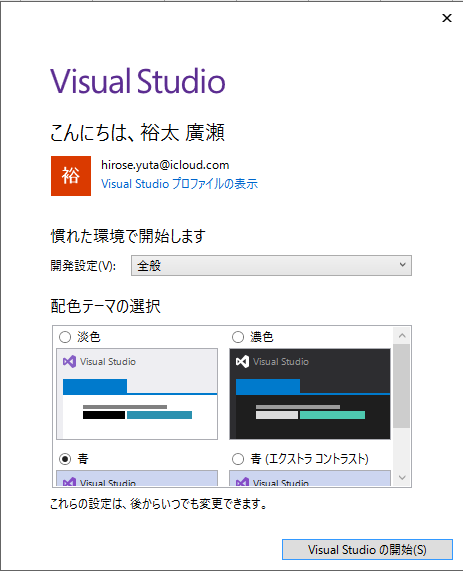 Visual Studio
こんにちは、裕太 廣瀬
裕
hirose.yuta@icloud.com
Visual Studio プロファイルの表示
慣れた環境で開始します
開発設定(V): 全般
配色テーマの選択
淡色 濃色
Visual Studio Visual Studio
青 青 (エクストラ コントラスト)
Visual Studio Visual Studio
これらの設定は、後からいつでも変更できます。
Visual Studio の開始(S)